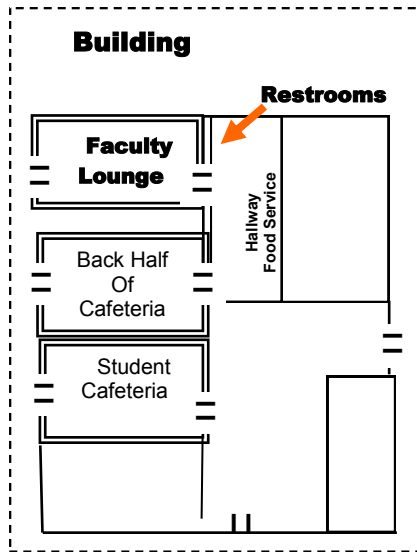 Building
Restrooms
Faculty
Lounge
Hallway
Food Service
Back Half
Of
Cafeteria
Student
Cafeteria